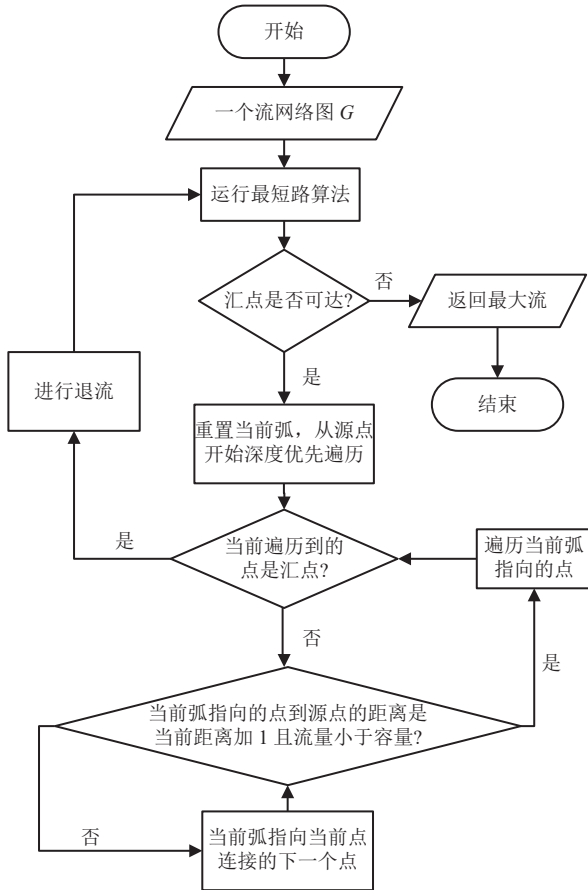 开始
一个流网络图 G
运行最短路算法
汇点是否可达?
否
返回最大流
结束
是
进行退流
重置当前弧，从源点
开始深度优先遍历
是
当前遍历到的
点是汇点?
遍历当前弧
指向的点
否
是
当前弧指向的点到源点的距离是
当前距离加 1 且流量小于容量?
否
当前弧指向当前点
连接的下一个点